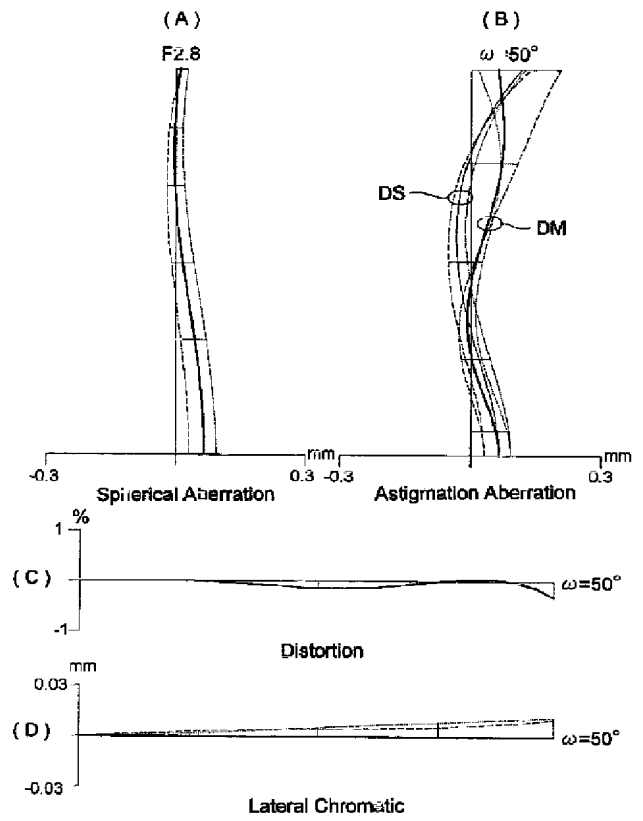 ( A )
( B )
F2.8
ω=50°
DS
DM
mm
mm
-0.3
0.3
-0.3
0.3
Spherical Aberration
Astigmation Aberration
%
1
( C )
ω=50°
-1
Distortion
mm
0.03
( D )
ω=50°
-0.03
Lateral Chromatic